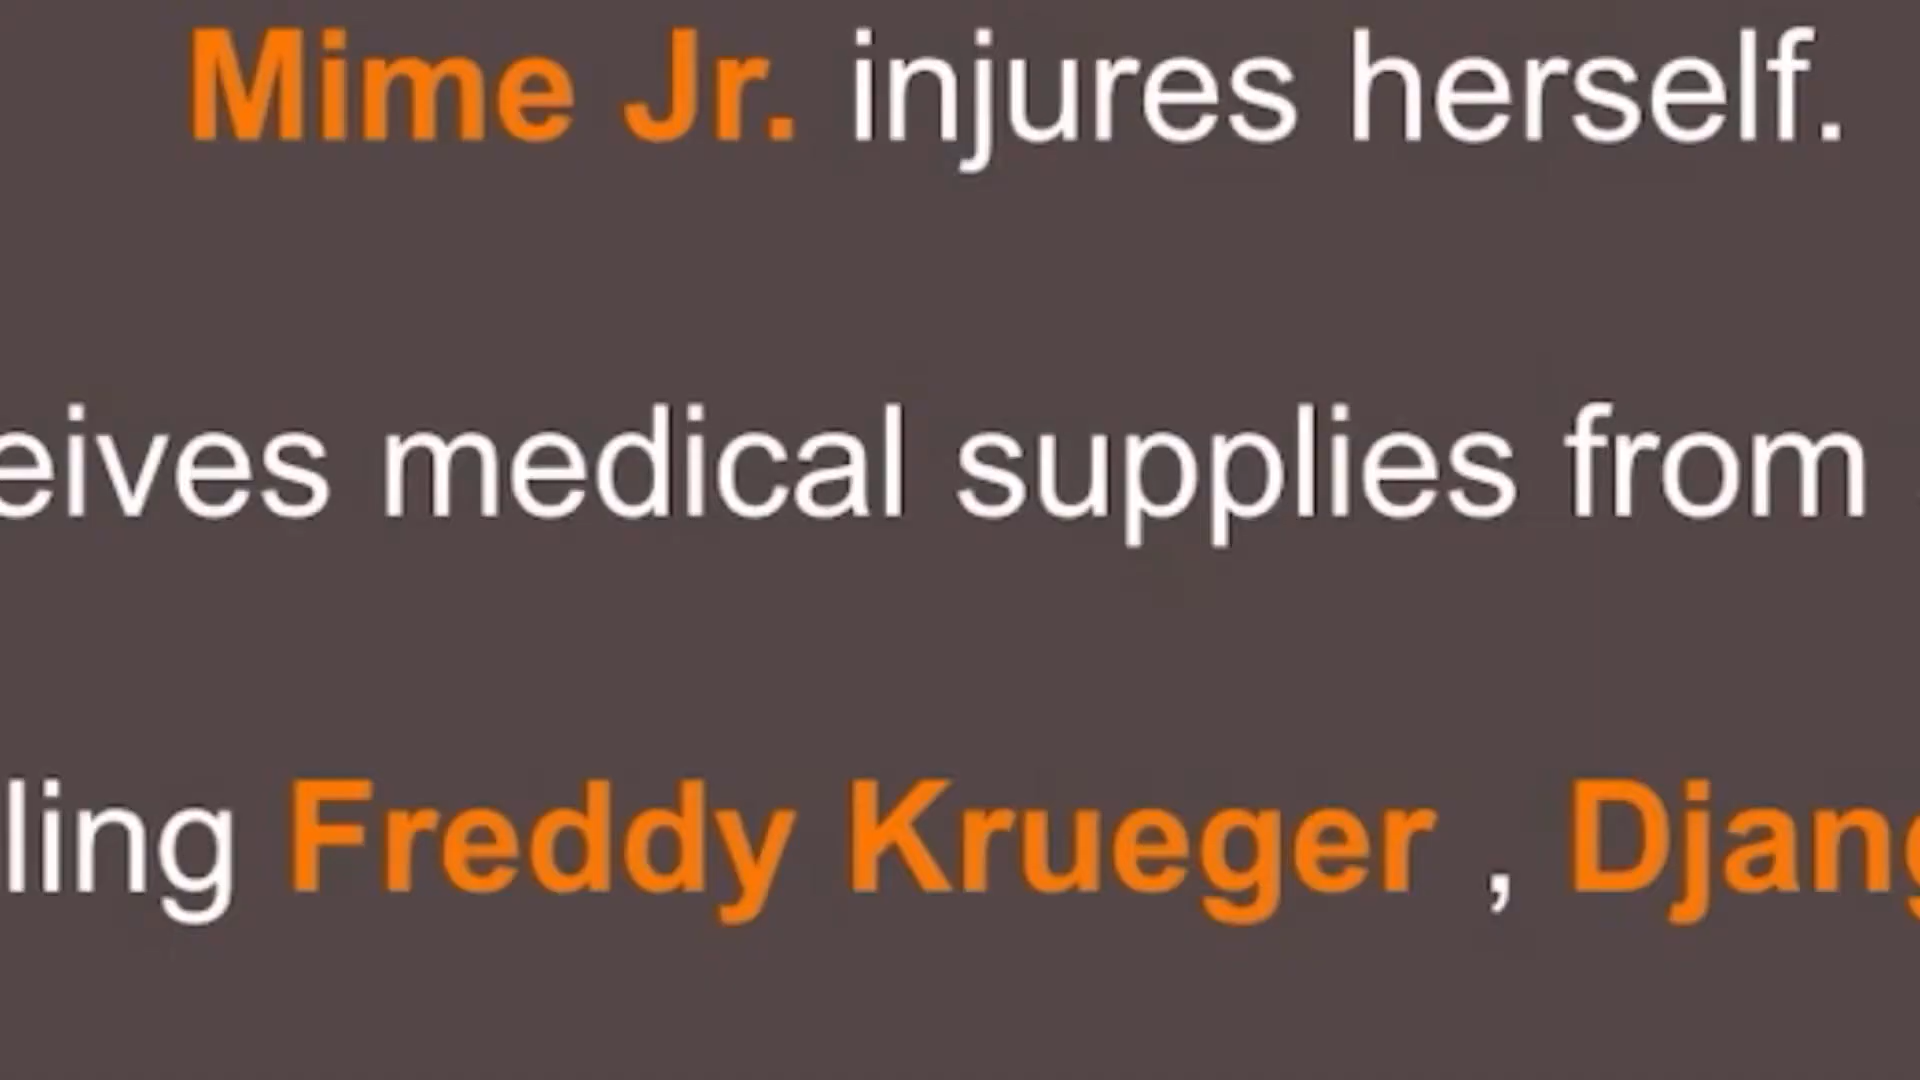 Mime Jr. injures herself.
eives medical supplies from
ling Freddy Krueger , Djang